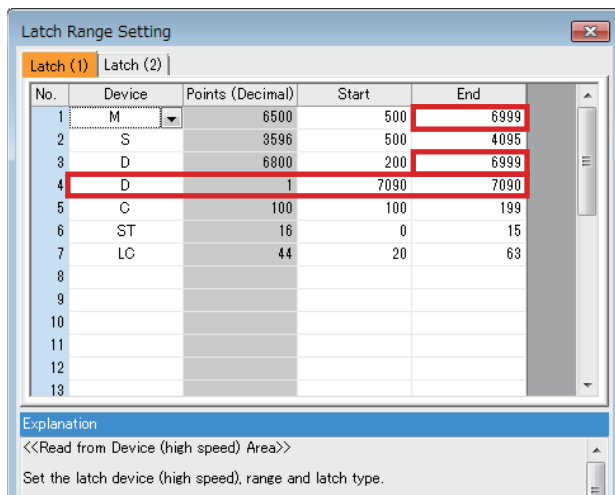 Latch Range Setting
Latch (1) Latch (2)
No. Device Points (Decimal) Start End
1 M 6500 500 6999
2 S 3596 500 4095
3 D 6800 200 6999
4 D 1 7090 7090
5 C 100 100 199
6 ST 16 0 15
7 LC 44 20 63
8
9
10
11
12
13
Explanation
<<Read from Device (high speed) Area>>
Set the latch device (high speed), range and latch type.